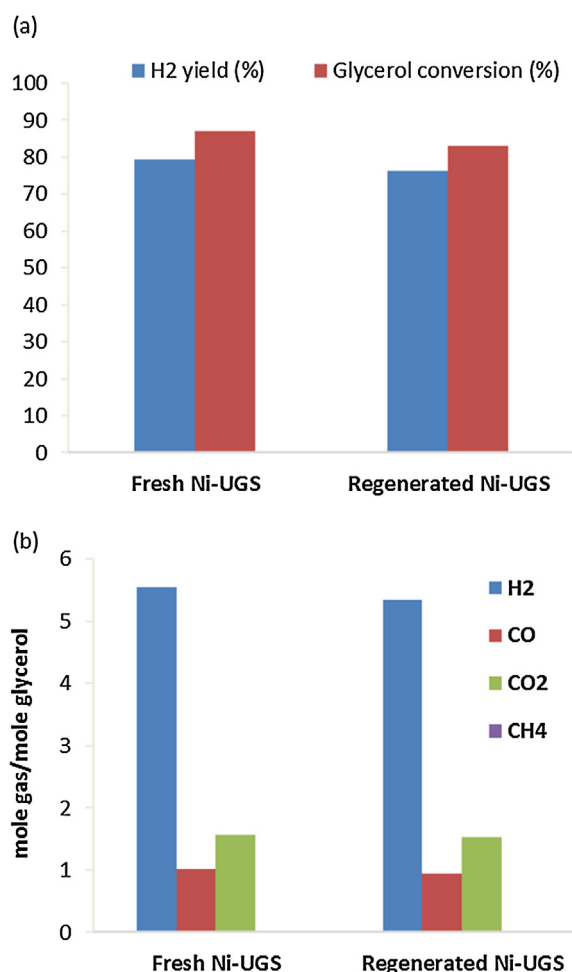 (a)
H2 yield (%) Glycerol conversion (%)
100
90
80
70
60
50
40
30
20
10
0
Fresh Ni-UGS Regenerated Ni-UGS
(b)
mole gas/mole glycerol
6
5
4
3
2
1
0
H2
CO
CO2
CH4
Fresh Ni-UGS Regenerated Ni-UGS